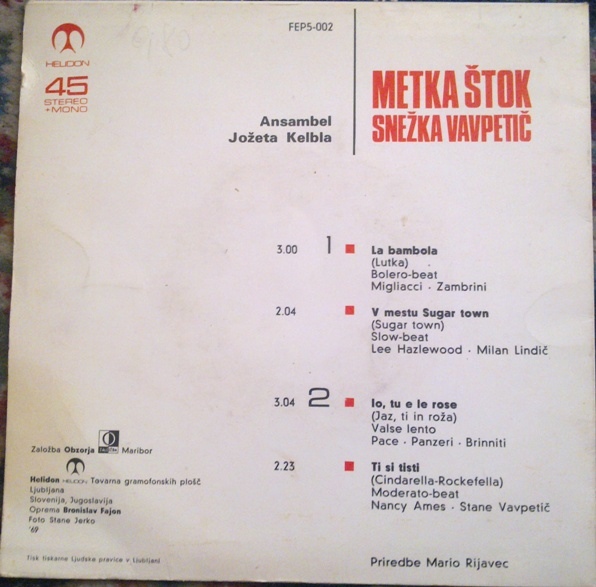 FEP5-002
HELIDON
45
STEREO
+MONO
METKA ŠTOK
SNEŽKA VAVPETIČ
Ansambel
Jožeta Kelbla
1
3.00 La bambola
(Lutka)
Bolero-beat
Migliacci · Zambrini
2.04 V mestu Sugar town
(Sugar town)
Slow-beat
Lee Hazlewood · Milan Lindič
2
3.04 Io, tu e le rose
(Jaz, ti in roža)
Valse lento
Pace · Panzeri · Brinniti
2.23 Ti si tisti
(Cindarella-Rockefella)
Moderato-beat
Nancy Ames · Stane Vavpetič
Založba Obzorja Maribor
Helidon HELIDON Tovarna gramofonskih plošč
Ljubljana
Slovenija, Jugoslavija
Oprema Bronislav Fajon
Foto Stane Jerko
'69
Tisk tiskarne Ljudske pravice v Ljubljani
Priredbe Mario Rijavec